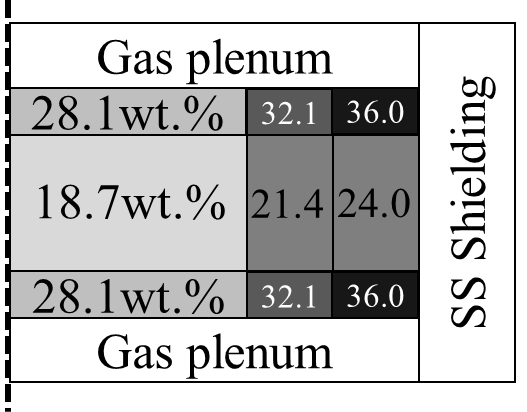 Gas plenum
28.1wt.% 32.1 36.0
18.7wt.% 21.4 24.0
28.1wt.% 32.1 36.0
Gas plenum
SS Shielding